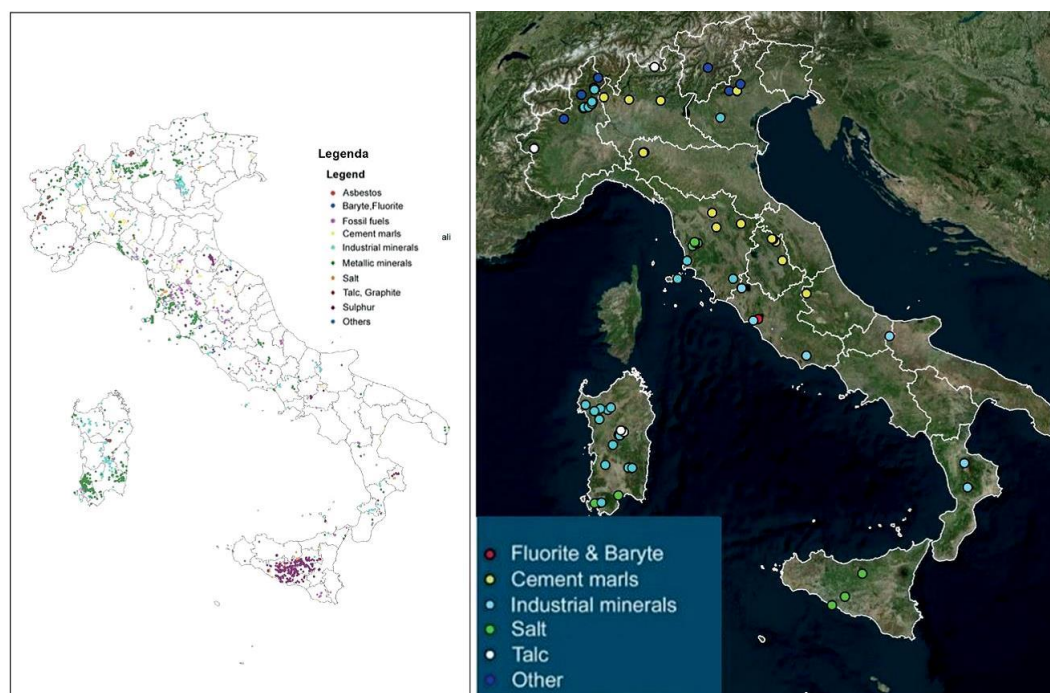 Legenda
Legend
Asbestos
Baryte,Fluorite
Fossil fuels
Cement marls
Industrial minerals
Metallic minerals
Salt
Talc, Graphite
Sulphur
Others
ali
Fluorite & Baryte
Cement marls
Industrial minerals
Salt
Talc
Other